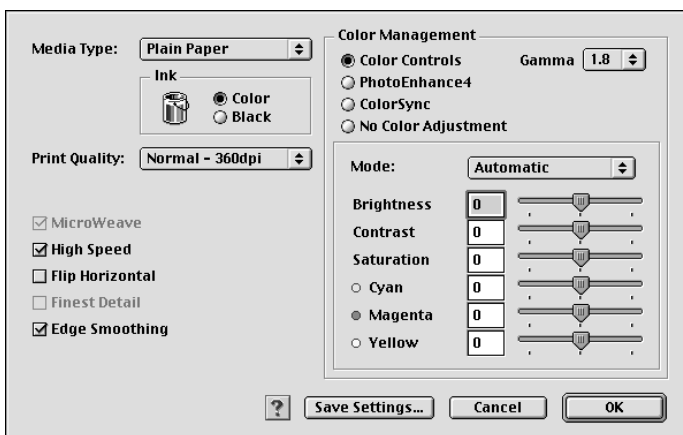 Media Type: Plain Paper
Ink
Color
Black
Print Quality: Normal - 360dpi
MicroWeave
High Speed
Flip Horizontal
Finest Detail
Edge Smoothing
Color Management
Color Controls Gamma 1.8
PhotoEnhance4
ColorSync
No Color Adjustment
Mode: Automatic
Brightness 0
Contrast 0
Saturation 0
Cyan 0
Magenta 0
Yellow 0
? Save Settings... Cancel OK